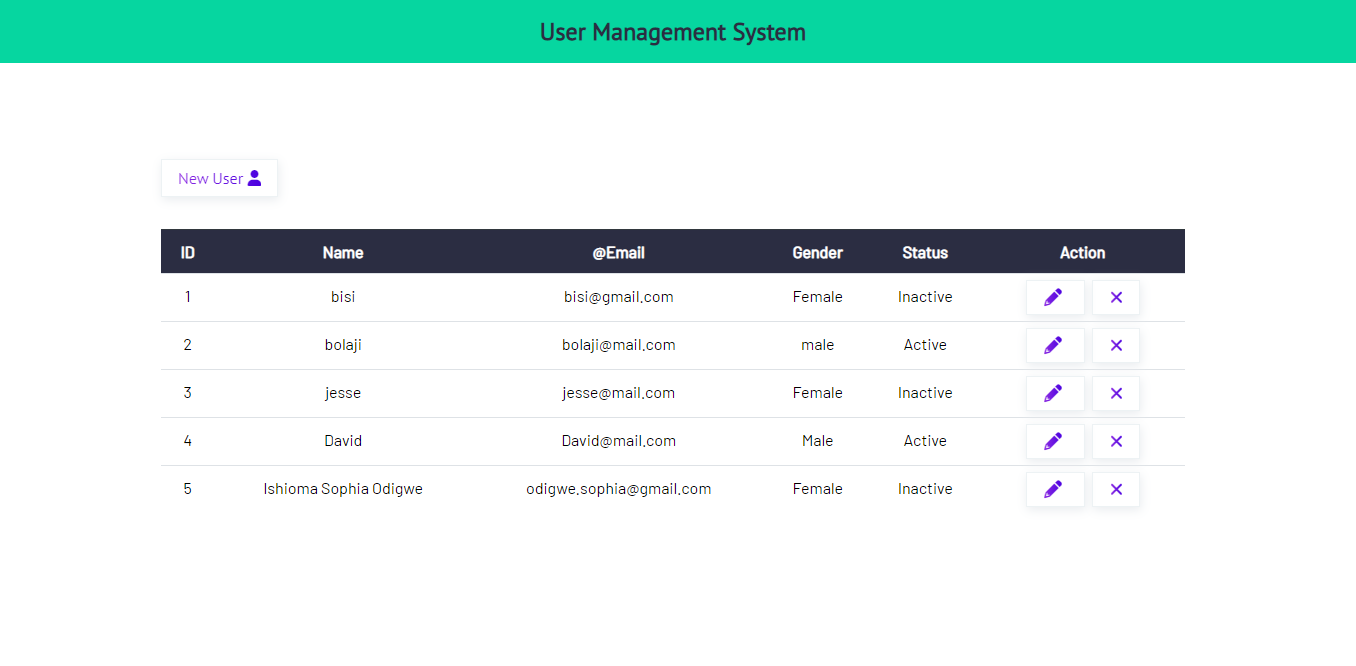 User Management System
New User
ID Name @Email Gender Status Action
1 bisi bisi@gmail.com Female Inactive
2 bolaji bolaji@mail.com male Active
3 jesse jesse@mail.com Female Inactive
4 David David@mail.com Male Active
5 Ishioma Sophia Odigwe odigwe.sophia@gmail.com Female Inactive